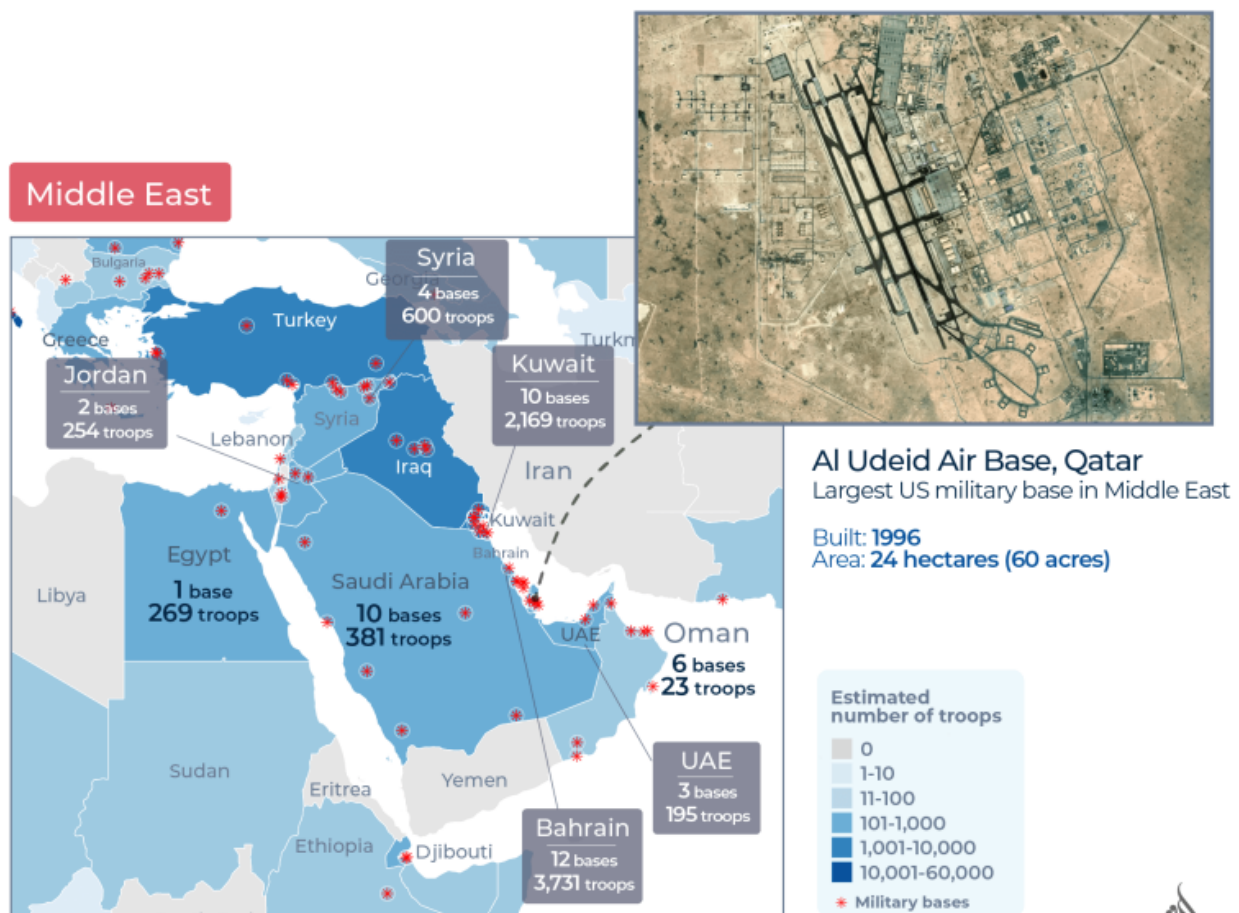 Middle East
Bulgaria
Georgia
Syria
4 bases
600 troops
Turkey
Greece
Jordan
2 bases
254 troops
Kuwait
10 bases
2,169 troops
Syria
Lebanon
Iraq
Iran
Kuwait
Bahrain
Egypt
1 base
269 troops
Libya
Saudi Arabia
10 bases
381 troops
UAE
Oman
6 bases
23 troops
Sudan
Eritrea
Yemen
UAE
3 bases
195 troops
Ethiopia
Djibouti
Bahrain
12 bases
3,731 troops
Al Udeid Air Base, Qatar
Largest US military base in Middle East
Built: 1996
Area: 24 hectares (60 acres)
Estimated
number of troops
0
1-10
11-100
101-1,000
1,001-10,000
10,001-60,000
Military bases